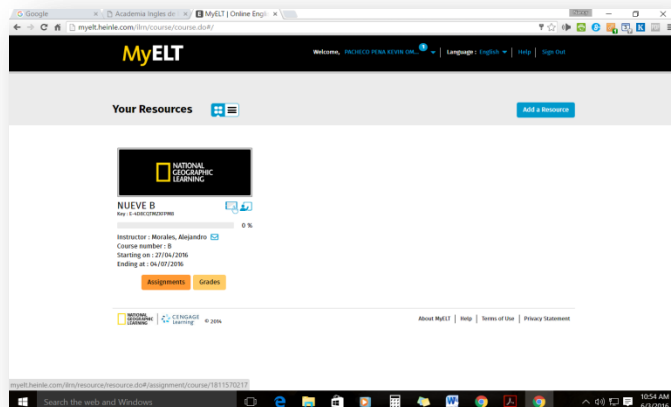 Google
Academia Ingles de
MyELT | Online Engli
myelt.heinle.com/ilrn/course/course.do#/
MyELT
Welcome, PACHECO PENA KEVIN OM... | Language : English | Help | Sign Out
Your Resources
Add a Resource
NATIONAL
GEOGRAPHIC
LEARNING
NUEVE B
0 %
Instructor : Morales, Alejandro
Course number : B
Starting on : 27/04/2016
Ending at : 04/07/2016
Assignments Grades
NATIONAL
GEOGRAPHIC
LEARNING
CENGAGE
Learning
© 2014
About MyELT | Help | Terms of Use | Privacy Statement
myelt.heinle.com/ilrn/resource/resource.do#/assignment/course/1811570217
Search the web and Windows
10:54 AM
6/3/2016